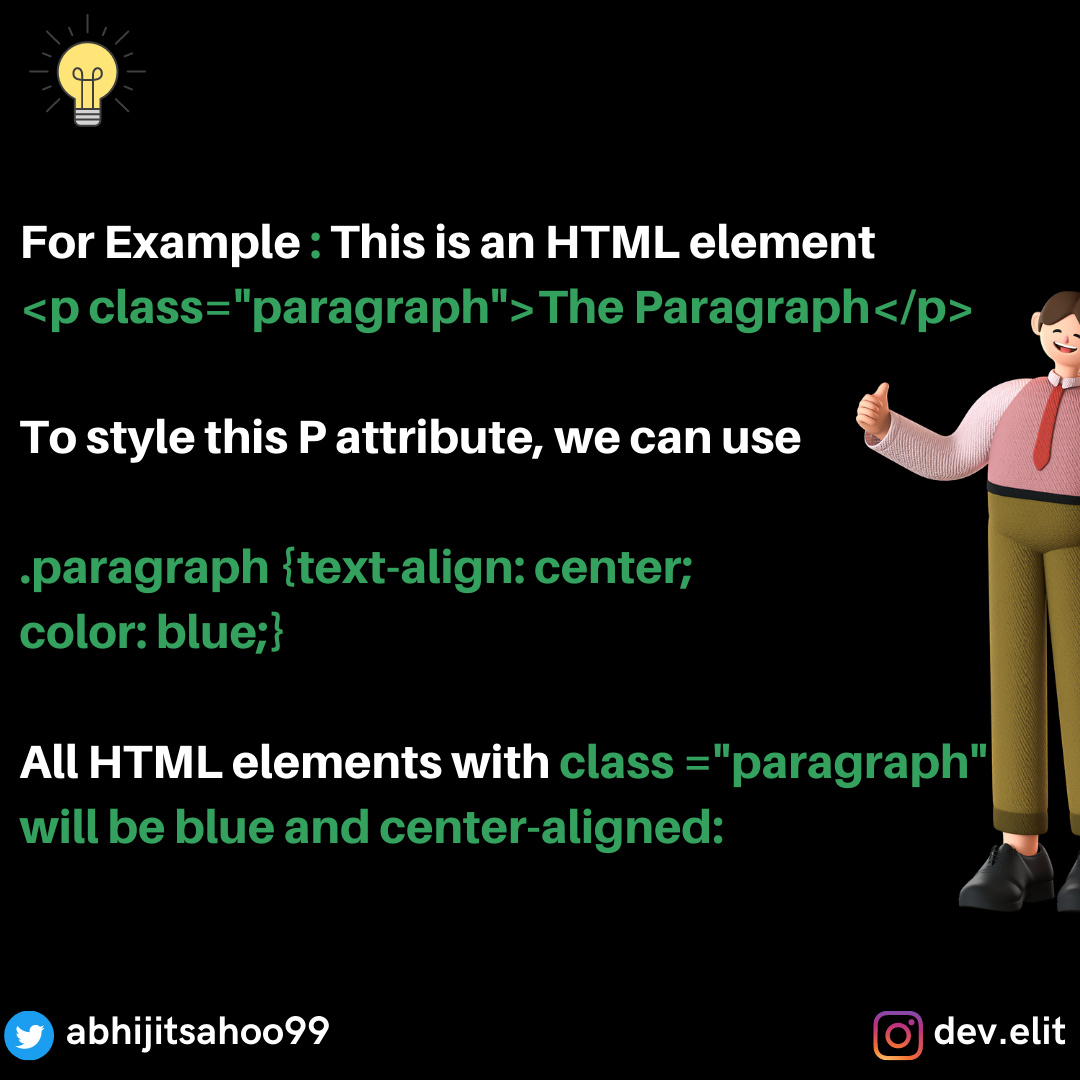 For Example : This is an HTML element
<p class="paragraph">The Paragraph</p>
To style this P attribute, we can use
.paragraph {text-align: center;
color: blue;}
All HTML elements with class ="paragraph"
will be blue and center-aligned:
abhijitsahoo99
dev.elit